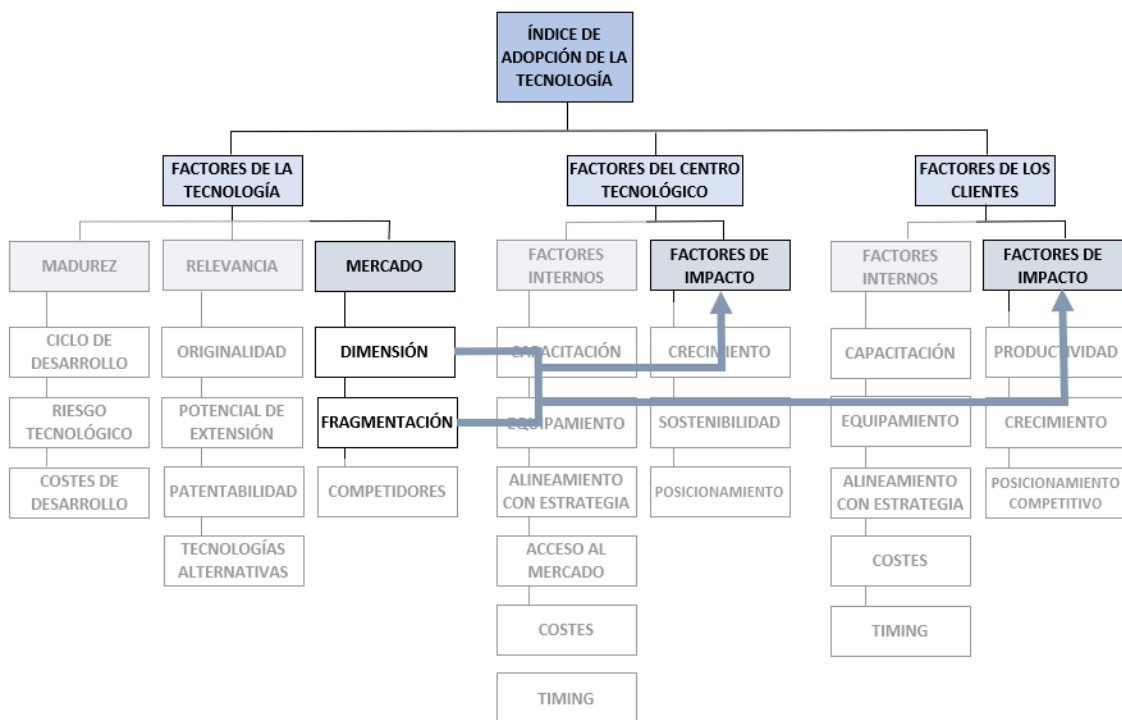 ÍNDICE DE
ADOPCIÓN DE LA
TECNOLOGÍA
FACTORES DE LA
TECNOLOGÍA
FACTORES DEL CENTRO
TECNOLÓGICO
FACTORES DE LOS
CLIENTES
MADUREZ
RELEVANCIA
MERCADO
FACTORES
INTERNOS
FACTORES DE
IMPACTO
FACTORES
INTERNOS
FACTORES DE
IMPACTO
CICLO DE
DESARROLLO
ORIGINALIDAD
DIMENSIÓN
CAPACITACIÓN
CRECIMIENTO
CAPACITACIÓN
PRODUCTIVIDAD
RIESGO
TECNOLÓGICO
POTENCIAL DE
EXTENSIÓN
FRAGMENTACIÓN
EQUIPAMIENTO
SOSTENIBILIDAD
EQUIPAMIENTO
CRECIMIENTO
COSTES DE
DESARROLLO
PATENTABILIDAD
COMPETIDORES
ALINEAMIENTO
CON ESTRATEGIA
POSICIONAMIENTO
ALINEAMIENTO
CON ESTRATEGIA
POSICIONAMIENTO
COMPETITIVO
TECNOLOGÍAS
ALTERNATIVAS
ACCESO AL
MERCADO
COSTES
COSTES
TIMING
TIMING